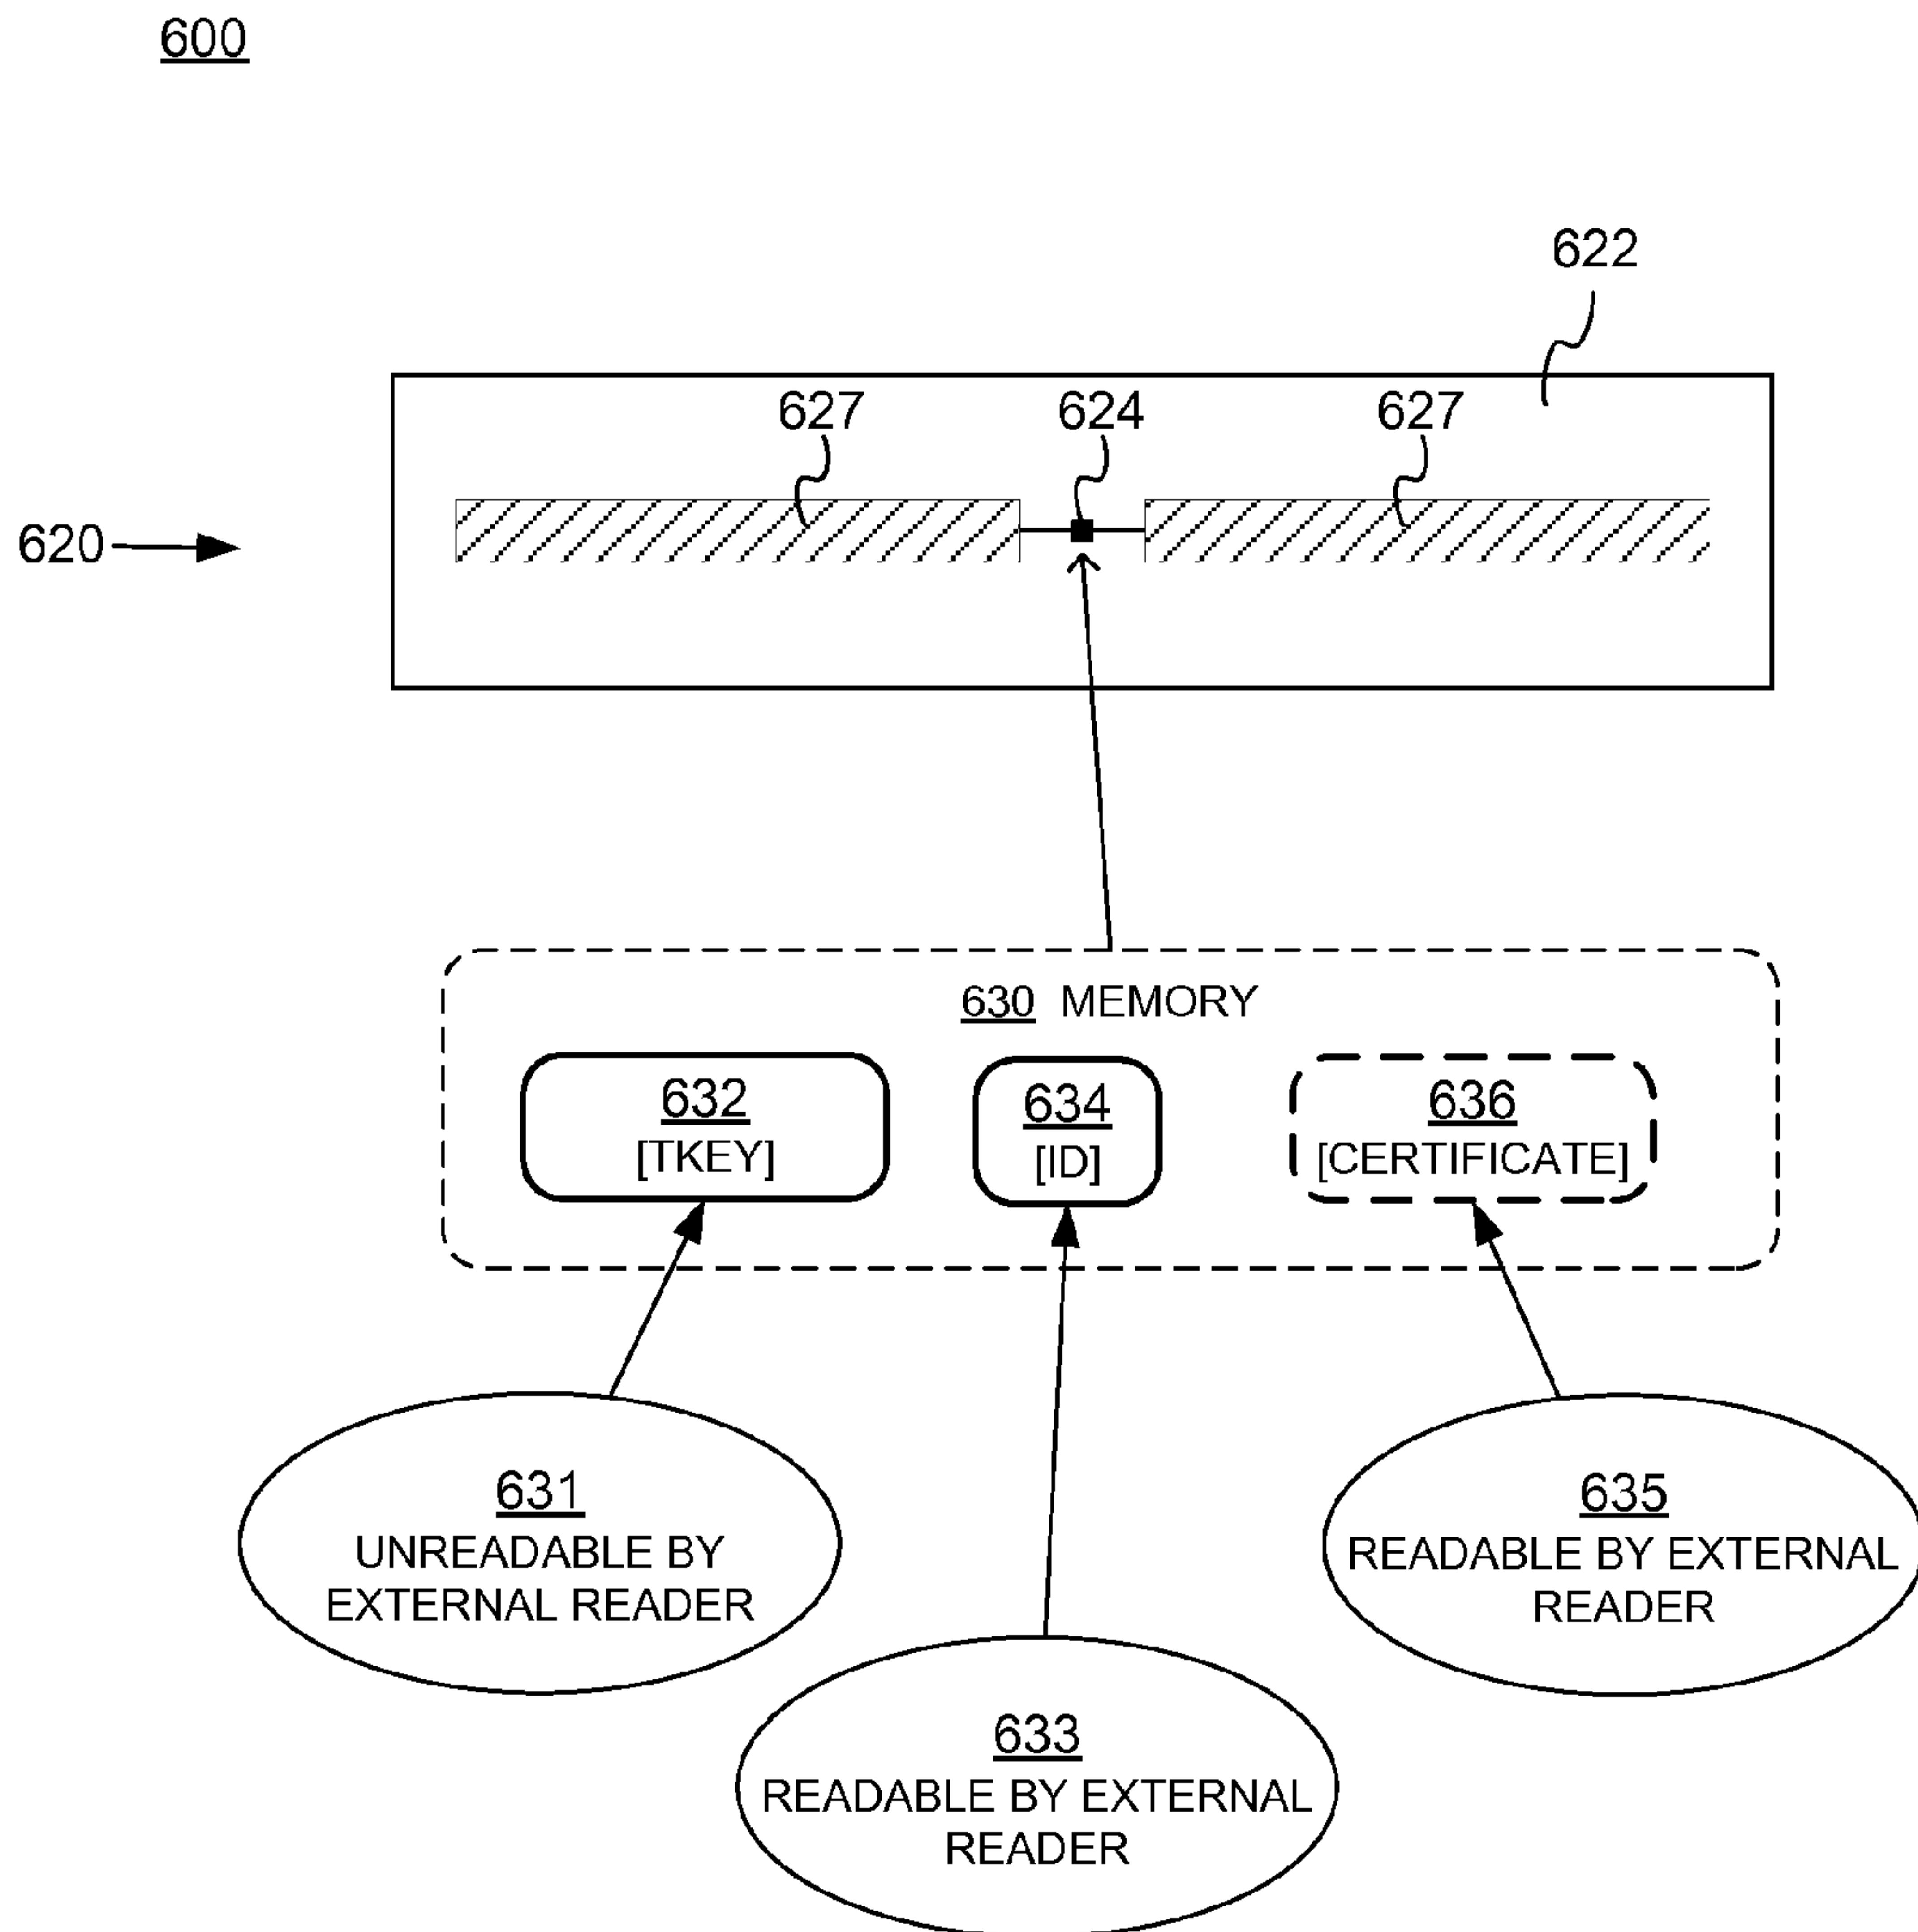 600
622
627 624 627
620
630 MEMORY
632
[TKEY]
634
[ID]
636
[CERTIFICATE]
631
UNREADABLE BY
EXTERNAL READER
635
READABLE BY EXTERNAL
READER
633
READABLE BY EXTERNAL
READER